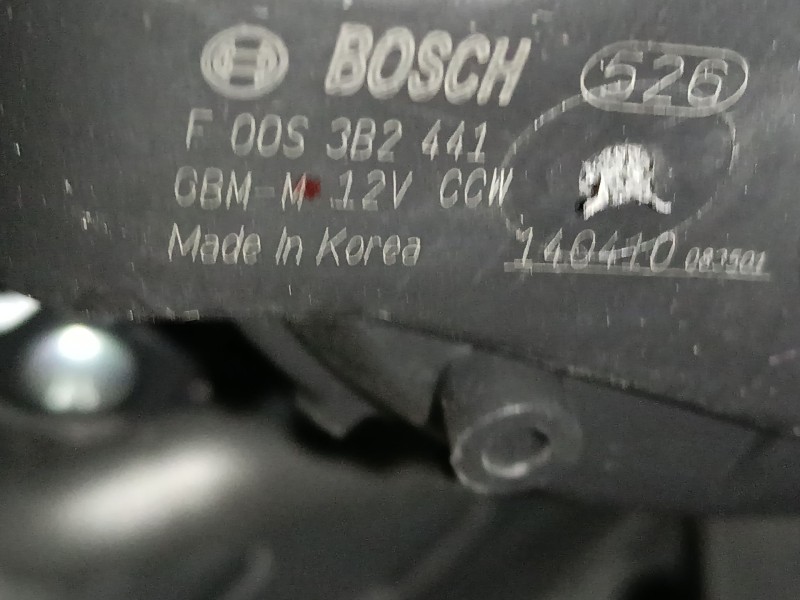 BOSCH 526
F 00S 3B2 441
GBM-M 12V CCW
Made In Korea 140410 083501